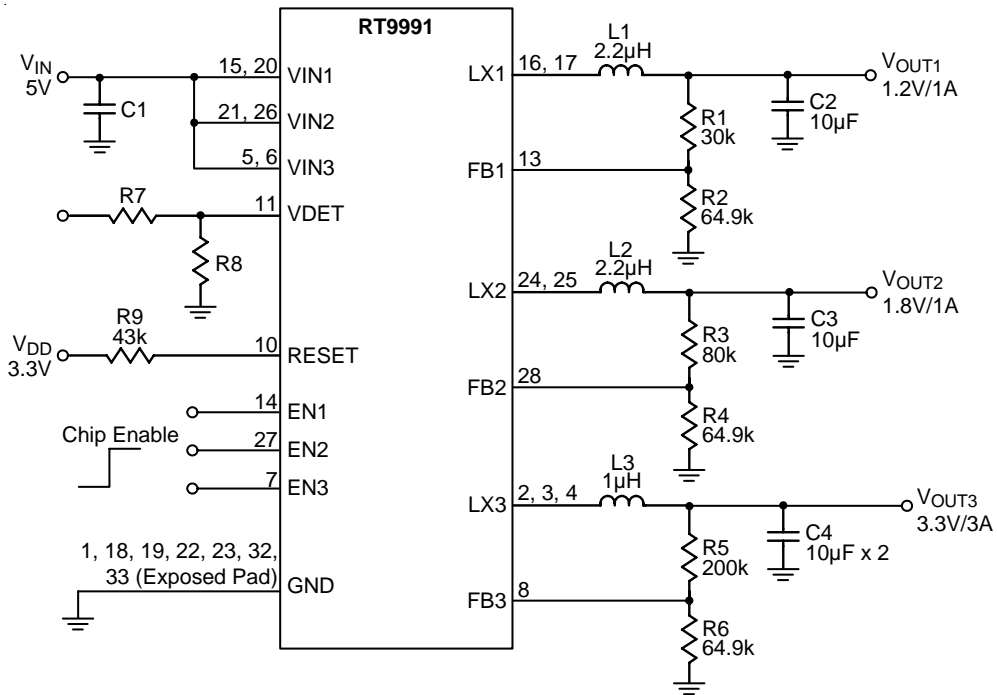 RT9991
VIN
5V
C1
15, 20
VIN1
21, 26
VIN2
5, 6
VIN3
R7
11
VDET
R8
VDD
3.3V
R9
43k
10
RESET
14
EN1
Chip Enable
27
EN2
7
EN3
1, 18, 19, 22, 23, 32,
33 (Exposed Pad)
GND
LX1
16, 17
L1
2.2µH
VOUT1
1.2V/1A
C2
10µF
R1
30k
FB1
13
R2
64.9k
LX2
24, 25
L2
2.2µH
VOUT2
1.8V/1A
C3
10µF
R3
80k
FB2
28
R4
64.9k
LX3
2, 3, 4
L3
1µH
VOUT3
3.3V/3A
C4
10µF x 2
R5
200k
FB3
8
R6
64.9k